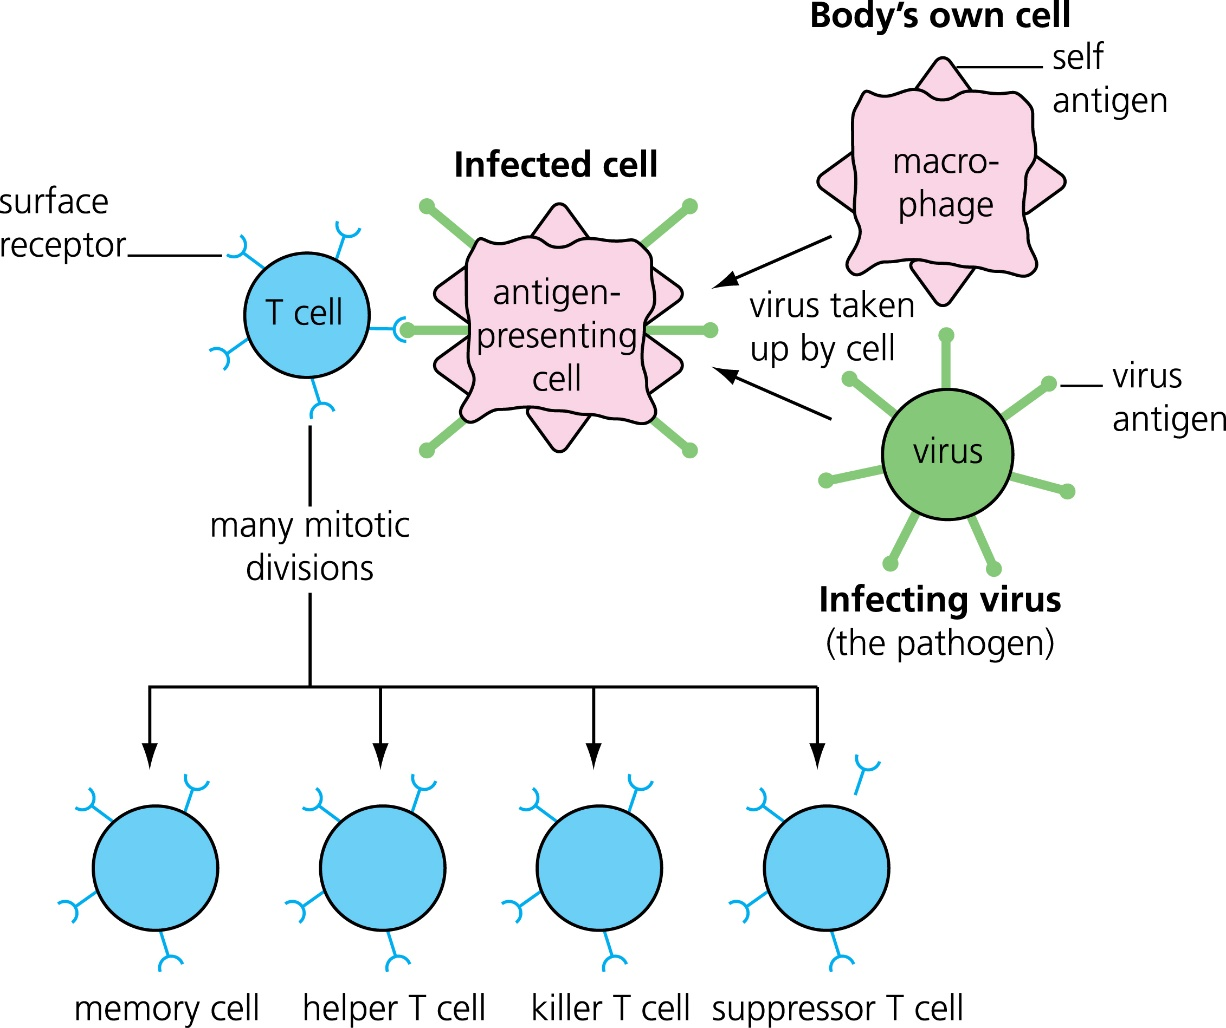 Body's own cell
self
antigen
macro-
phage
Infected cell
surface
receptor
T cell
antigen-
presenting
cell
virus taken
up by cell
virus
antigen
virus
many mitotic
divisions
Infecting virus
(the pathogen)
memory cell
helper T cell
killer T cell
suppressor T cell